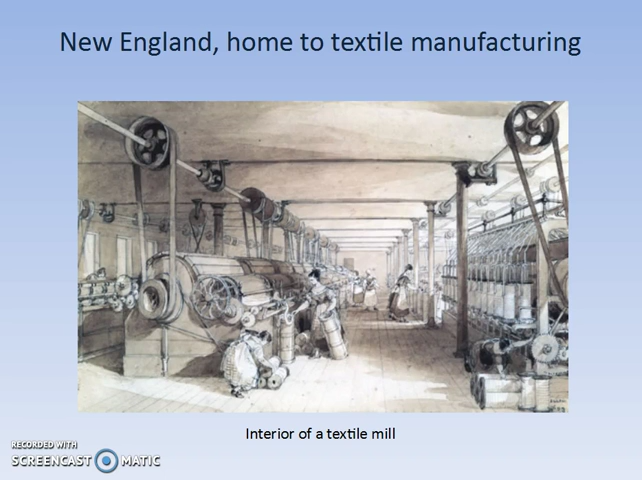 New England, home to textile manufacturing
Interior of a textile mill
RECORDED WITH
SCREENCAST MATIC